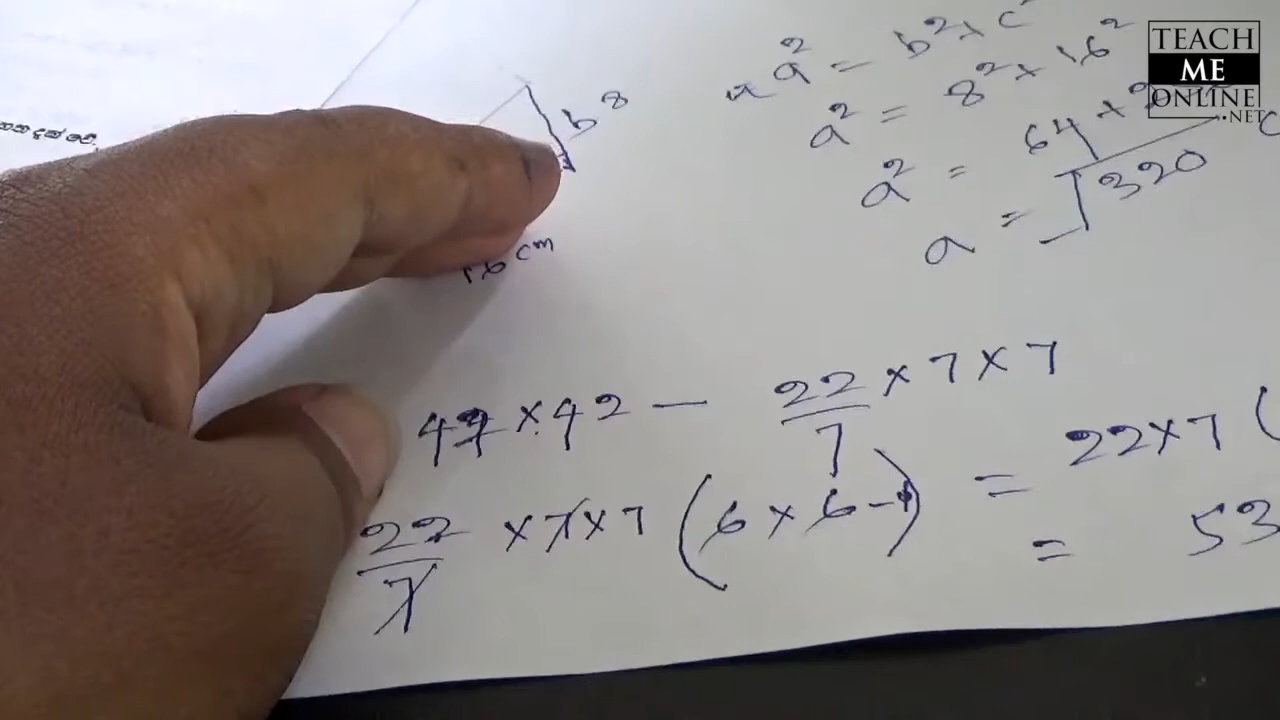 TEACH
ME
ONLINE
.NET
a² = b² + c²
a² = 8² + 16²
a² =
64 +
a = √320
b 8
16 cm
42 × 42 — 22/7 × 7 × 7
22/7 × 7 × 7 (6 × 6 - 1) = 22 × 7 (
= 53